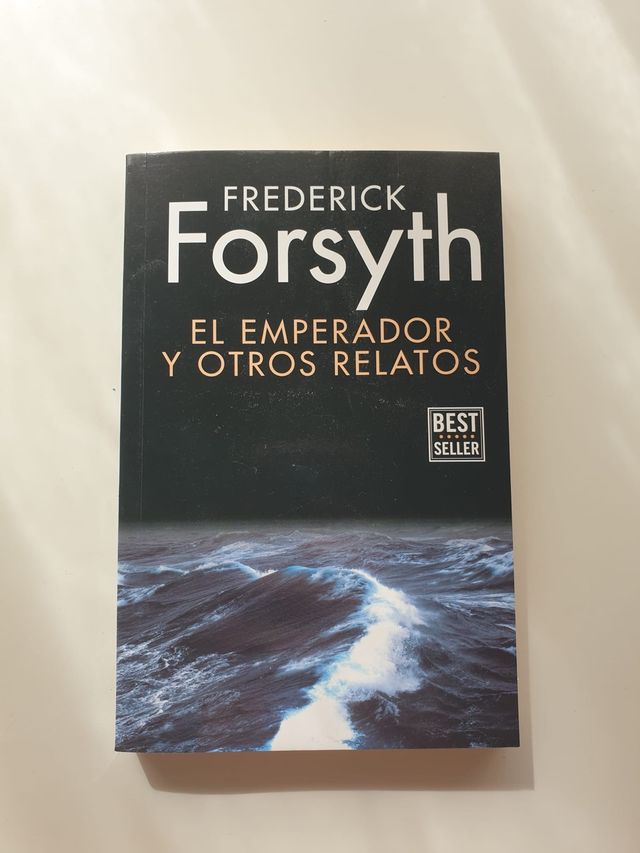 FREDERICK
Forsyth
EL EMPERADOR
Y OTROS RELATOS
BEST
SELLER